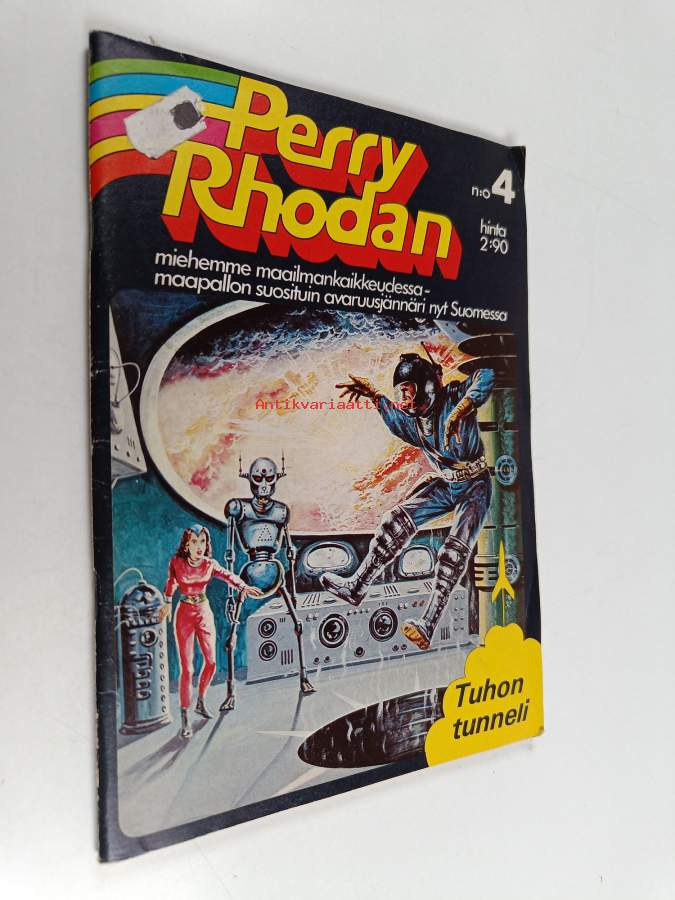 Perry
Rhodan
n:o 4
hinta
2:90
miehemme maailmankaikkeudessa -
maapallon suosituin avaruusjännäri nyt Suomessa
Antikvariaatti.net
Tuhon
tunneli